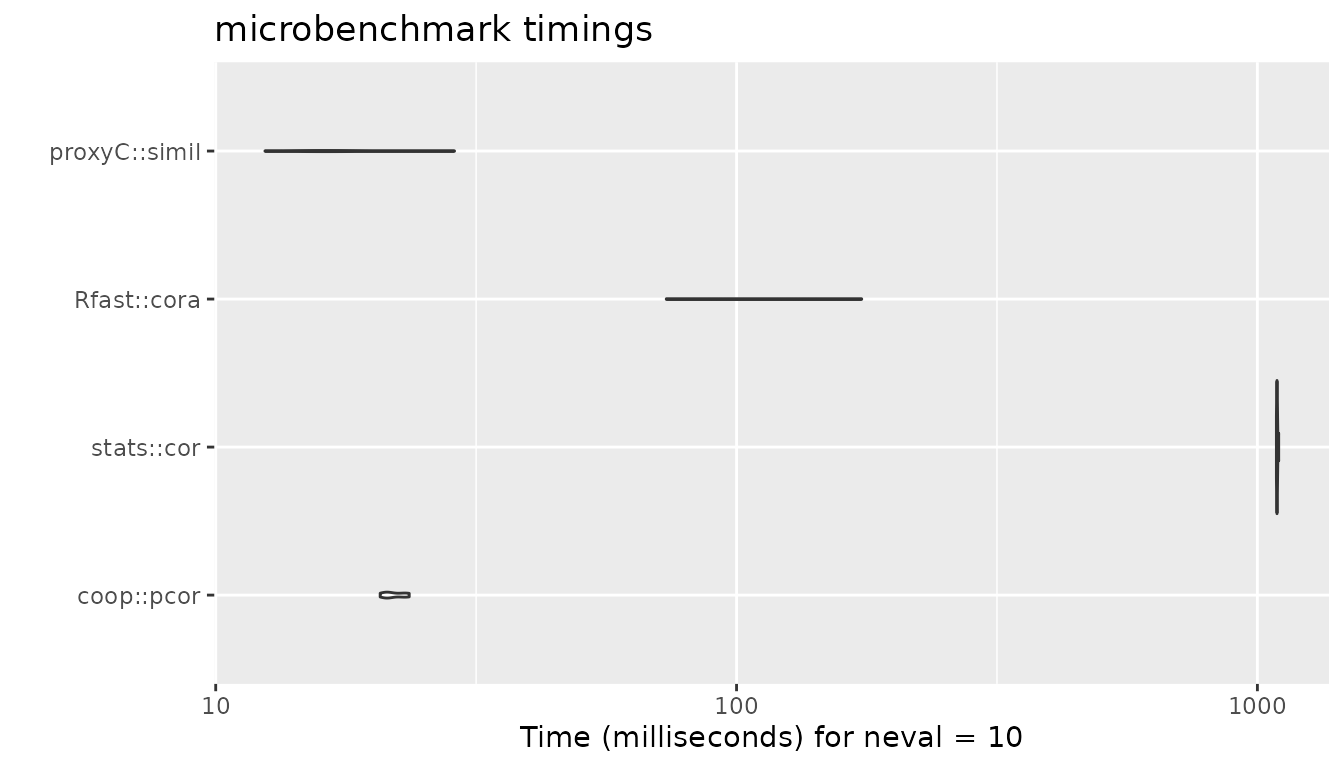 microbenchmark timings
proxyC::simil
Rfast::cora
stats::cor
coop::pcor
10 100 1000
Time (milliseconds) for neval = 10